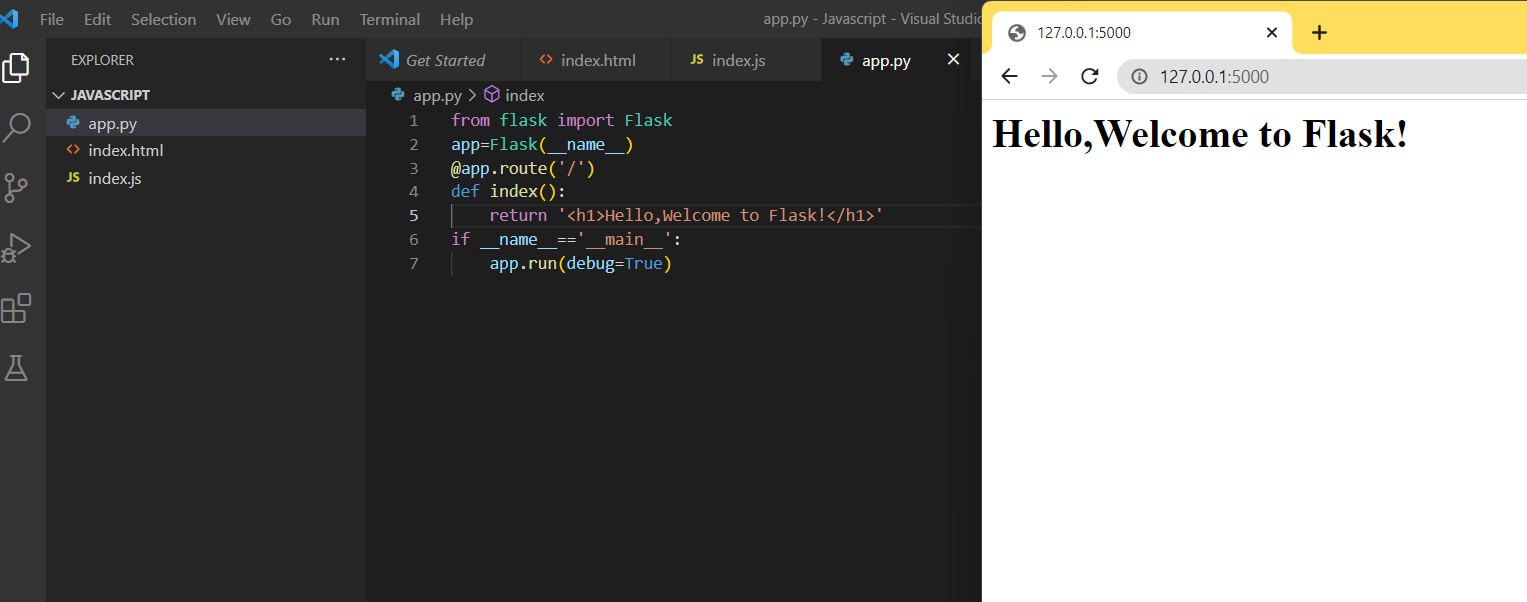 File Edit Selection View Go Run Terminal Help
app.py - Javascript - Visual Studio
EXPLORER
JAVASCRIPT
app.py
index.html
JS index.js
Get Started
index.html
JS index.js
app.py
app.py > index
1 from flask import Flask
2 app=Flask(__name__)
3 @app.route('/')
4 def index():
5     return '<h1>Hello,Welcome to Flask!</h1>'
6 if __name__=='__main__':
7     app.run(debug=True)
127.0.0.1:5000
127.0.0.1:5000
Hello,Welcome to Flask!